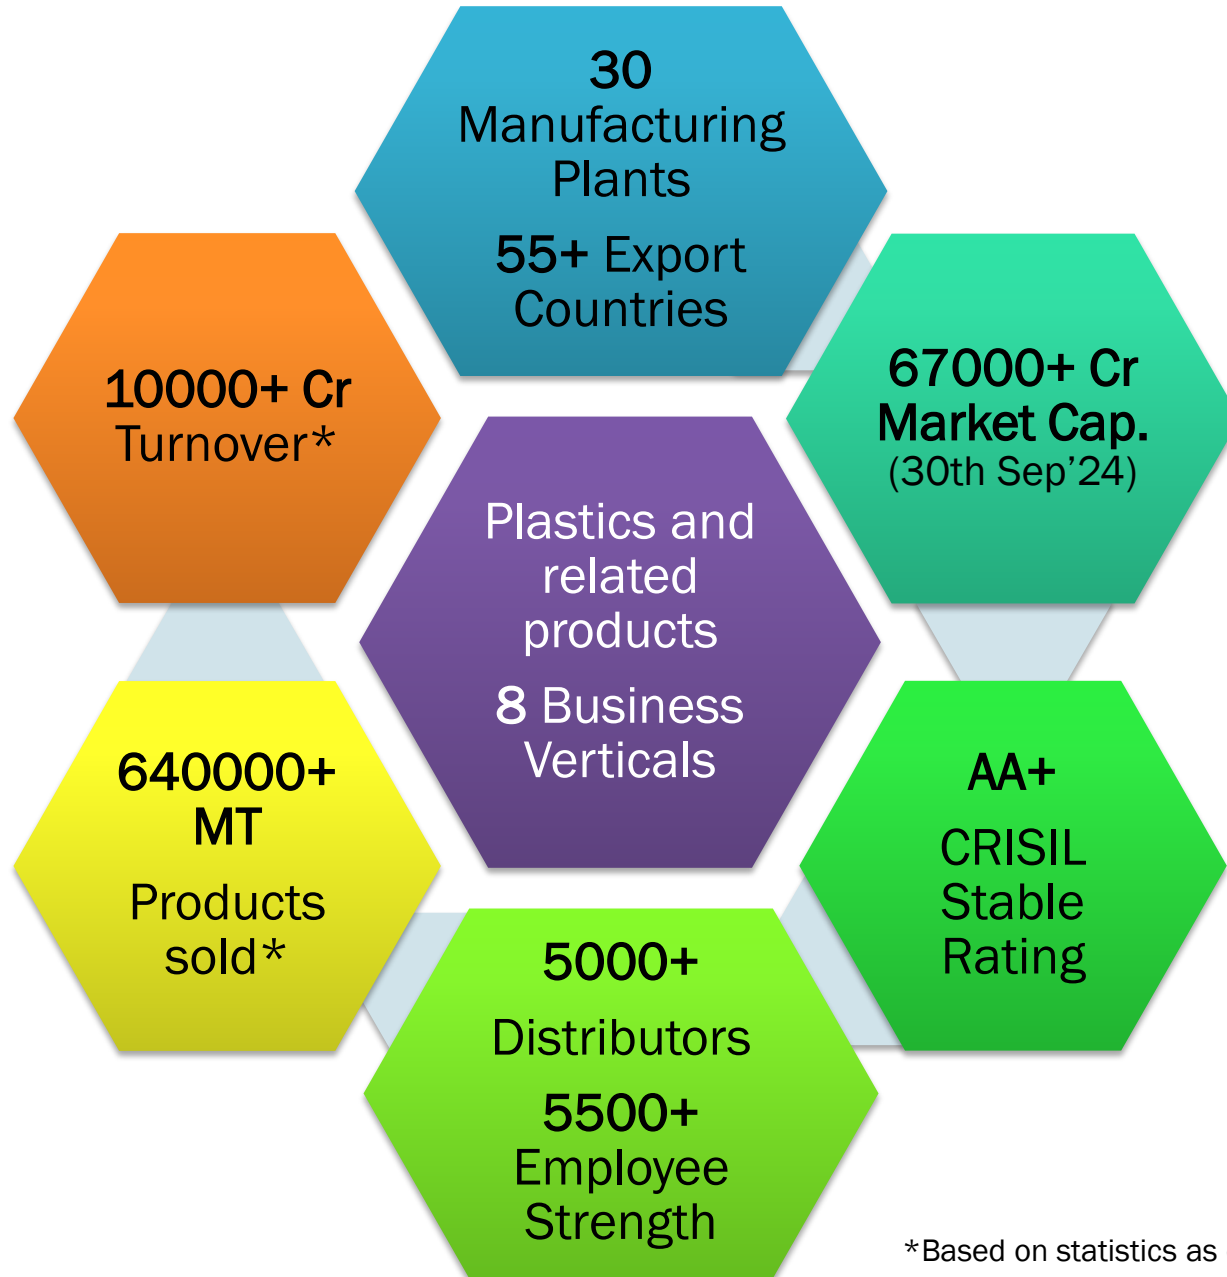 30
Manufacturing
Plants
55+ Export
Countries
10000+ Cr
Turnover*
67000+ Cr
Market Cap.
(30th Sep’24)
Plastics and
related
products
8 Business
Verticals
640000+
MT
Products
sold*
AA+
CRISIL
Stable
Rating
5000+
Distributors
5500+
Employee
Strength
*Based on statistics as